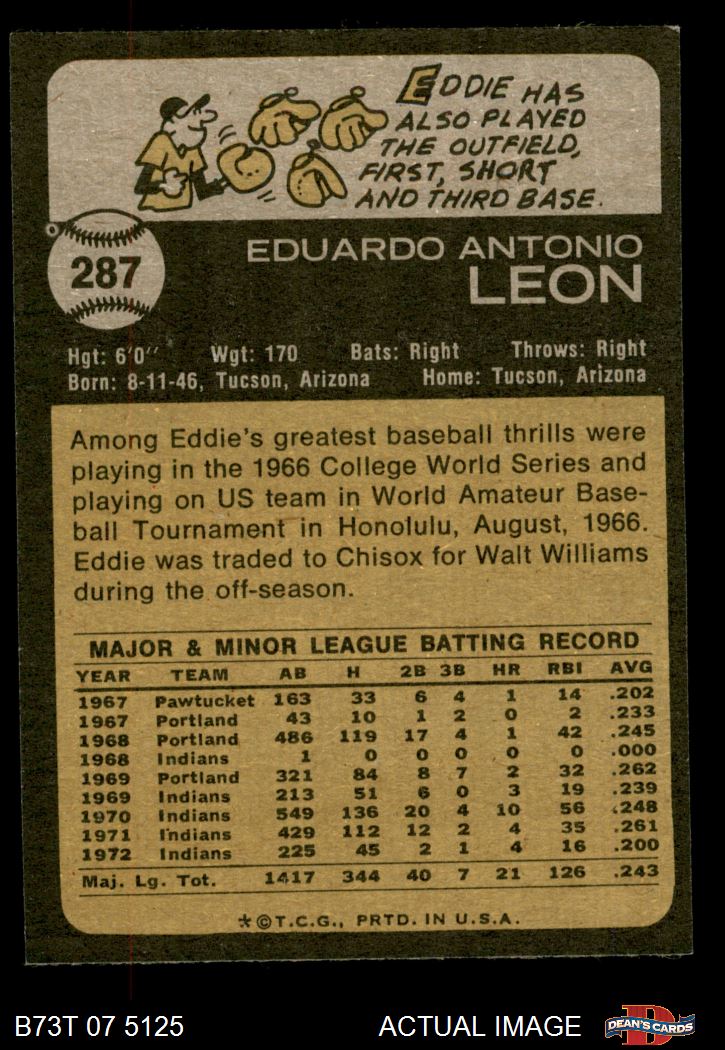 EDDIE HAS
ALSO PLAYED
THE OUTFIELD,
FIRST, SHORT
AND THIRD BASE.
287
EDUARDO ANTONIO
LEON
Hgt: 6'0" Wgt: 170 Bats: Right Throws: Right
Born: 8-11-46, Tucson, Arizona Home: Tucson, Arizona
Among Eddie's greatest baseball thrills were
playing in the 1966 College World Series and
playing on US team in World Amateur Base-
ball Tournament in Honolulu, August, 1966.
Eddie was traded to Chisox for Walt Williams
during the off-season.
MAJOR & MINOR LEAGUE BATTING RECORD
YEAR TEAM AB H 2B 3B HR RBI AVG
1967 Pawtucket 163 33 6 4 1 14 .202
1967 Portland 43 10 1 2 0 2 .233
1968 Portland 486 119 17 4 1 42 .245
1968 Indians 1 0 0 0 0 0 .000
1969 Portland 321 84 8 7 2 32 .262
1969 Indians 213 51 6 0 3 19 .239
1970 Indians 549 136 20 4 10 56 .248
1971 Indians 429 112 12 2 4 35 .261
1972 Indians 225 45 2 1 4 16 .200
Maj. Lg. Tot. 1417 344 40 7 21 126 .243
*©T.C.G., PRTD. IN U.S.A.
B73T 07 5125 ACTUAL IMAGE DEAN'S CARDS